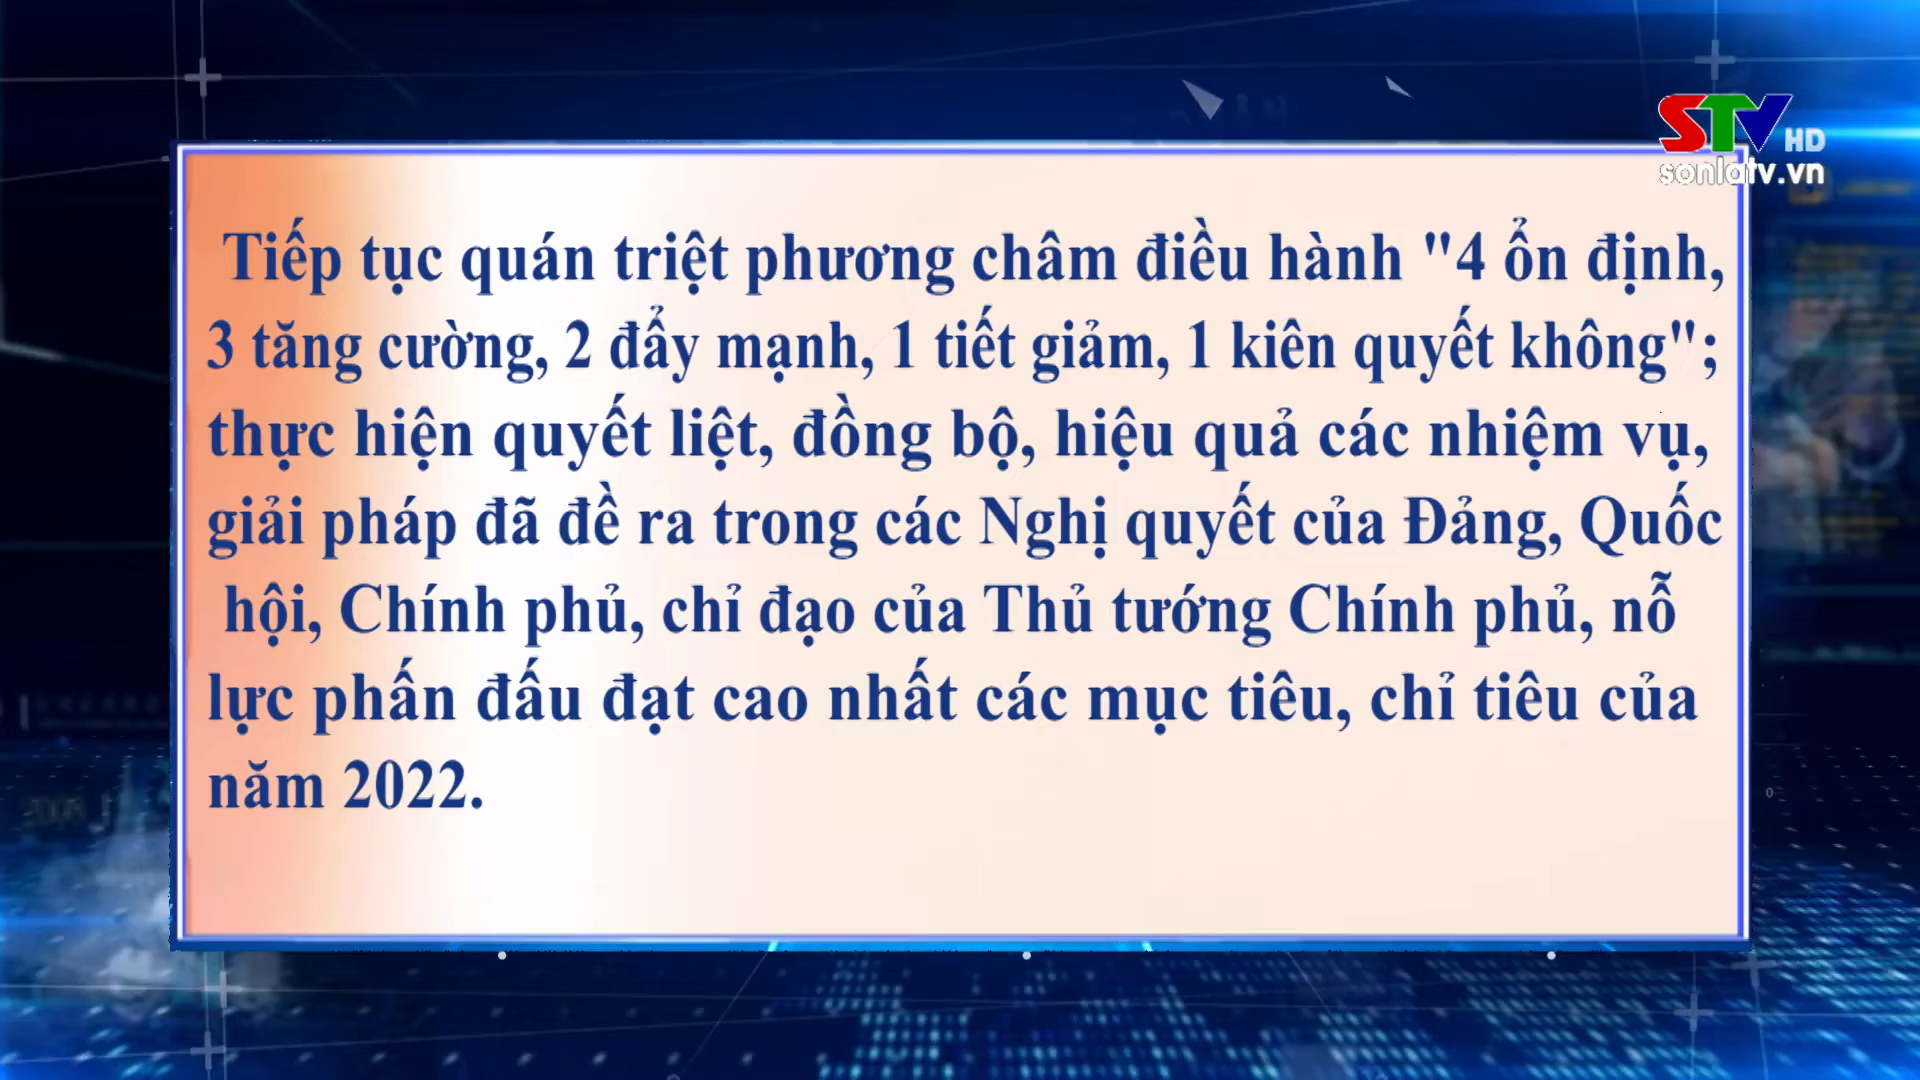 STV HD
sonlatv.vn
Tiếp tục quán triệt phương châm điều hành "4 ổn định,
3 tăng cường, 2 đẩy mạnh, 1 tiết giảm, 1 kiên quyết không";
thực hiện quyết liệt, đồng bộ, hiệu quả các nhiệm vụ,
giải pháp đã đề ra trong các Nghị quyết của Đảng, Quốc
hội, Chính phủ, chỉ đạo của Thủ tướng Chính phủ, nỗ
lực phấn đấu đạt cao nhất các mục tiêu, chỉ tiêu của
năm 2022.